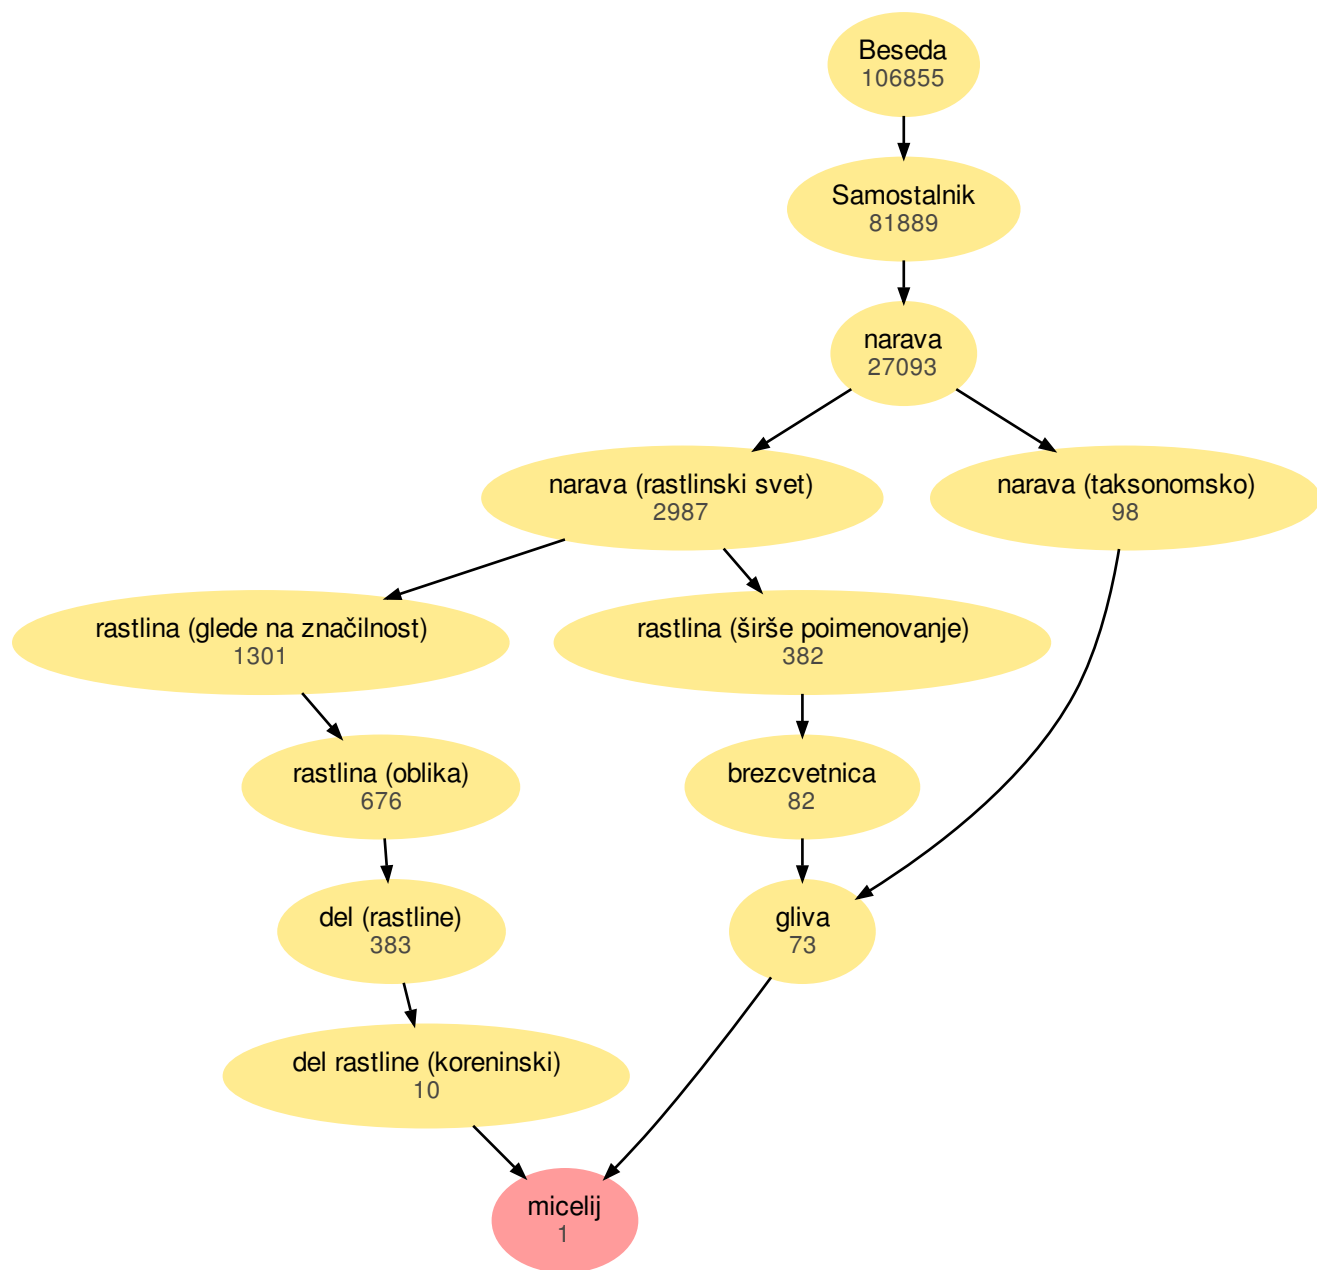 Beseda
106855
Samostalnik
81889
narava
27093
narava (rastlinski svet)
2987
narava (taksonomsko)
98
rastlina (glede na značilnost)
1301
rastlina (širše poimenovanje)
382
rastlina (oblika)
676
brezcvetnica
82
del (rastline)
383
gliva
73
del rastline (koreninski)
10
micelij
1